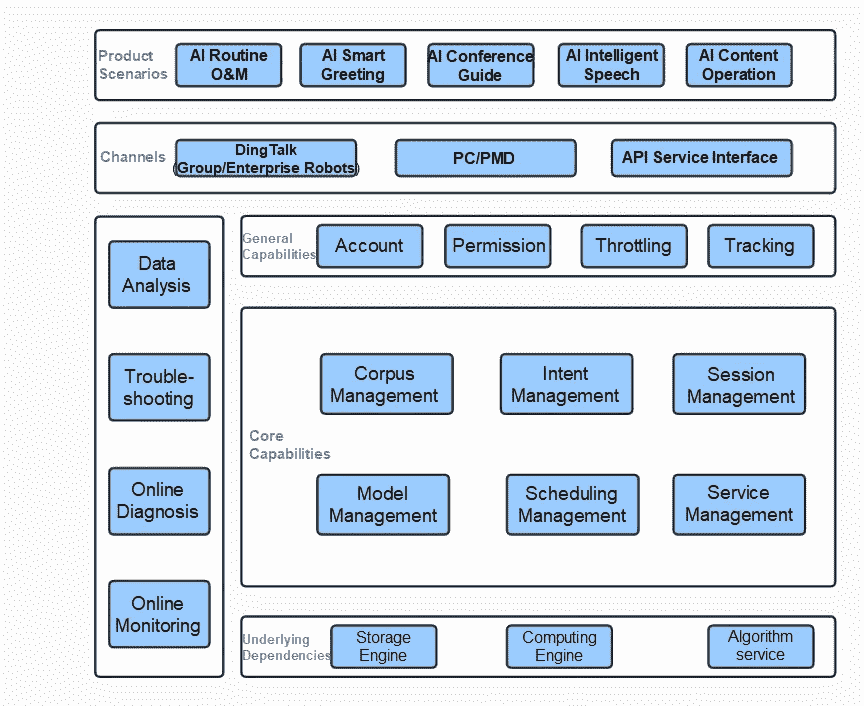 Product
Scenarios
AI Routine
O&M
AI Smart
Greeting
AI Conference
Guide
AI Intelligent
Speech
AI Content
Operation
Channels
DingTalk
(Group/Enterprise Robots)
PC/PMD
API Service Interface
Data
Analysis
Trouble-
shooting
Online
Diagnosis
Online
Monitoring
General
Capabilities
Account
Permission
Throttling
Tracking
Core
Capabilities
Corpus
Management
Intent
Management
Session
Management
Model
Management
Scheduling
Management
Service
Management
Underlying
Dependencies
Storage
Engine
Computing
Engine
Algorithm
service